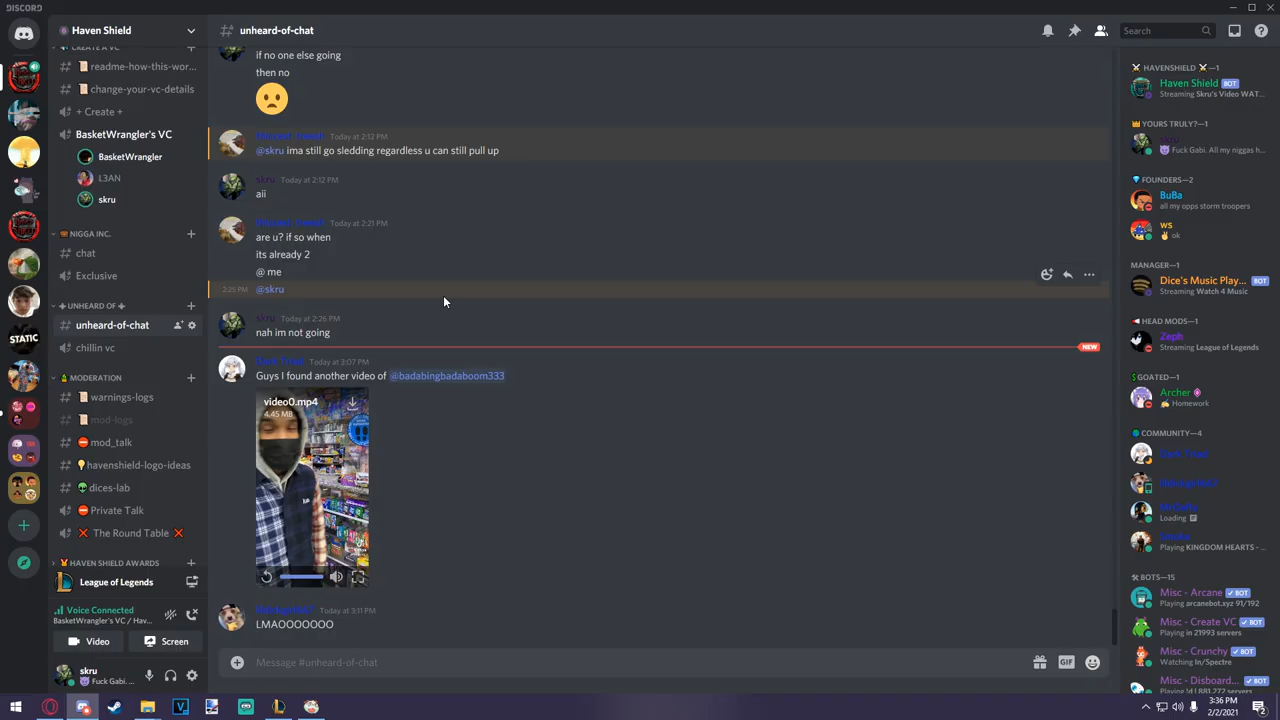 DISCORD
Haven Shield
# unheard-of-chat
Search
CREATE A VC
readme-how-this-wor...
change-your-vc-details
+ Create +
BasketWrangler's VC
BasketWrangler
L3AN
skru
NIGGA INC.
chat
Exclusive
UNHEARD OF
unheard-of-chat
chillin vc
MODERATION
warnings-logs
mod-logs
mod_talk
havenshield-logo-ideas
dices-lab
Private Talk
The Round Table
HAVEN SHIELD AWARDS
League of Legends
Voice Connected
BasketWrangler's VC / Hav...
Video
Screen
skru
Fuck Gabi. ...
if no one else going
then no
Today at 2:12 PM
@skru ima still go sledding regardless u can still pull up
skru Today at 2:12 PM
aii
Today at 2:21 PM
are u? if so when
its already 2
@ me
2:25 PM @skru
skru Today at 2:26 PM
nah im not going
NEW
Today at 3:07 PM
Guys I found another video of @badabingbadaboom333
video0.mp4
4.45 MB
Today at 3:11 PM
LMAOOOOOOO
Message #unheard-of-chat
GIF
HAVENSHIELD —1
Haven Shield BOT
Streaming Skru's Video WAT...
YOURS TRULY?—1
skru
Fuck Gabi. All my niggas h...
FOUNDERS—2
BuBa
all my opps storm troopers
ws
ok
MANAGER—1
Dice's Music Play... BOT
Streaming Watch 4 Music
HEAD MODS—1
Zeph
Streaming League of Legends
GOATED—1
Archer
Homework
COMMUNITY—4
Loading
Playing KINGDOM HEARTS - ...
BOTS—15
Misc - Arcane BOT
Playing arcanebot.xyz 91/192
Misc - Create VC BOT
Playing in 21993 servers
Misc - Crunchy BOT
Watching In/Spectre
Misc - Disboard... BOT
Playing !d | 881,272 servers
3:36 PM
2/2/2021
STATIC